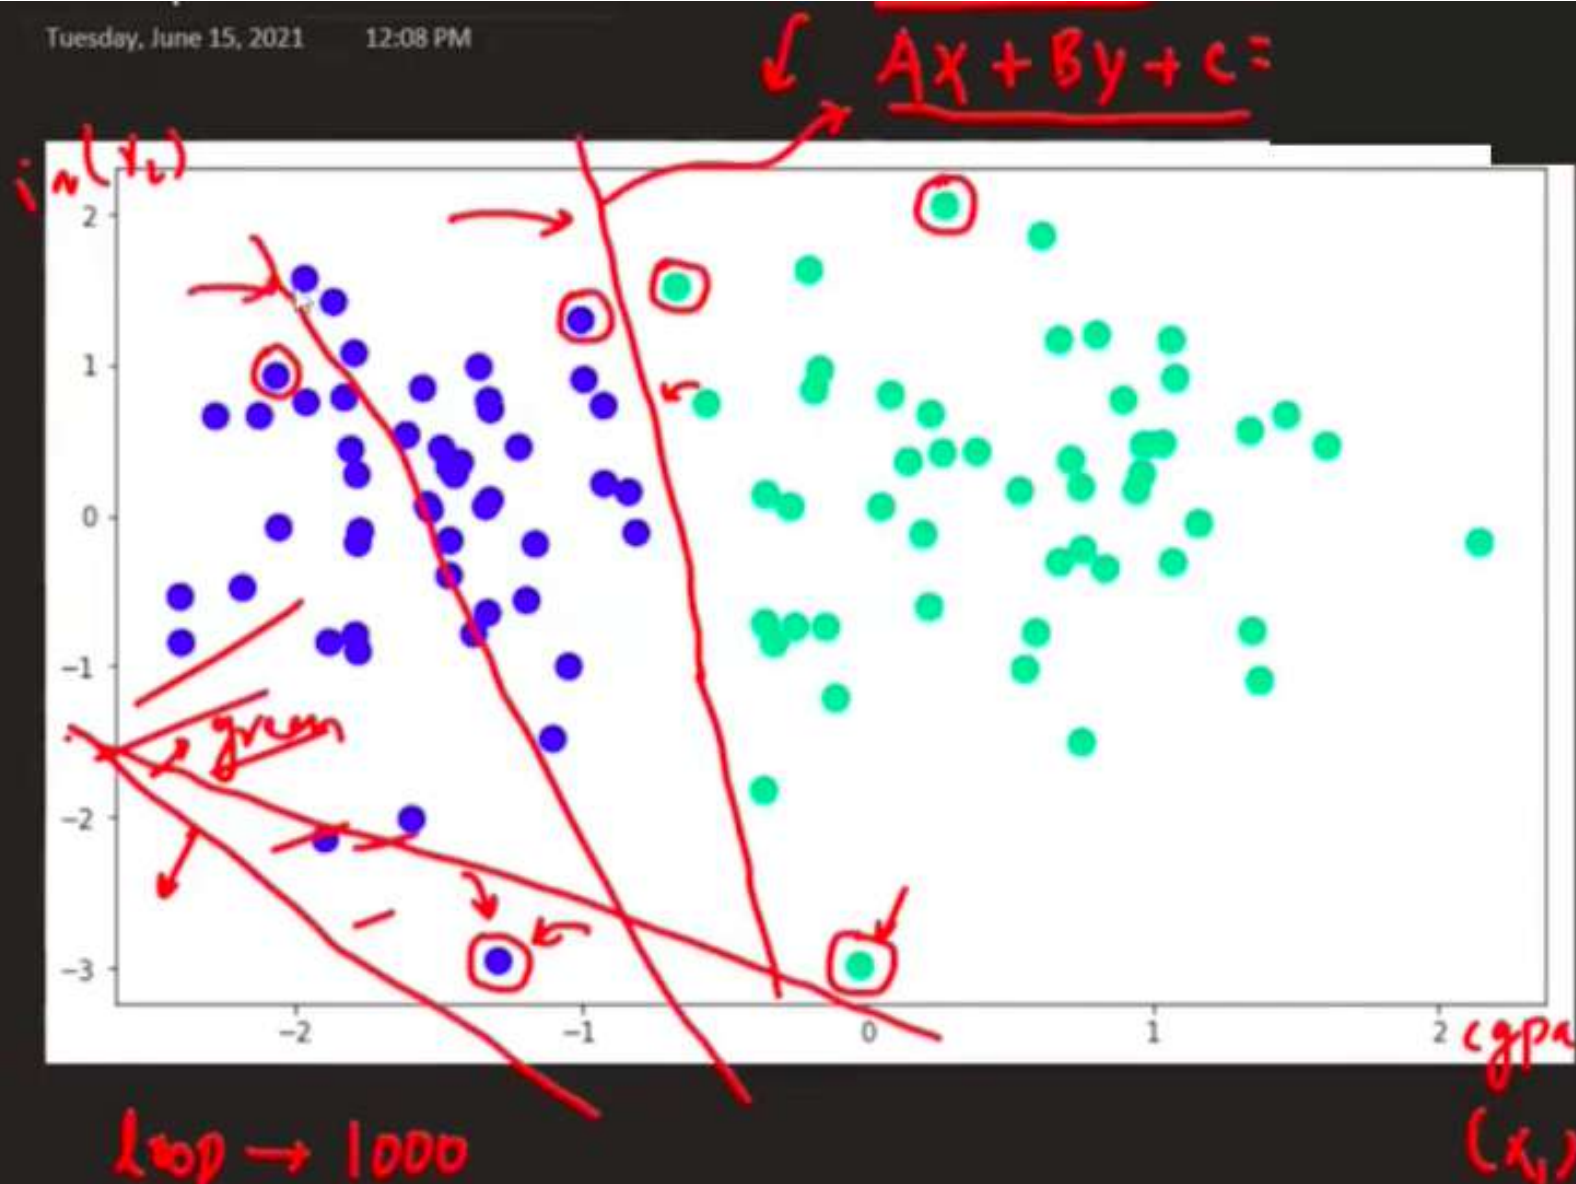 Tuesday, June 15, 2021 12:08 PM
Ax + By + C =
2
1
0
−1
−2
−3
green
−2 −1 0 1 2 cgpa
(x₁)
loop → 1000